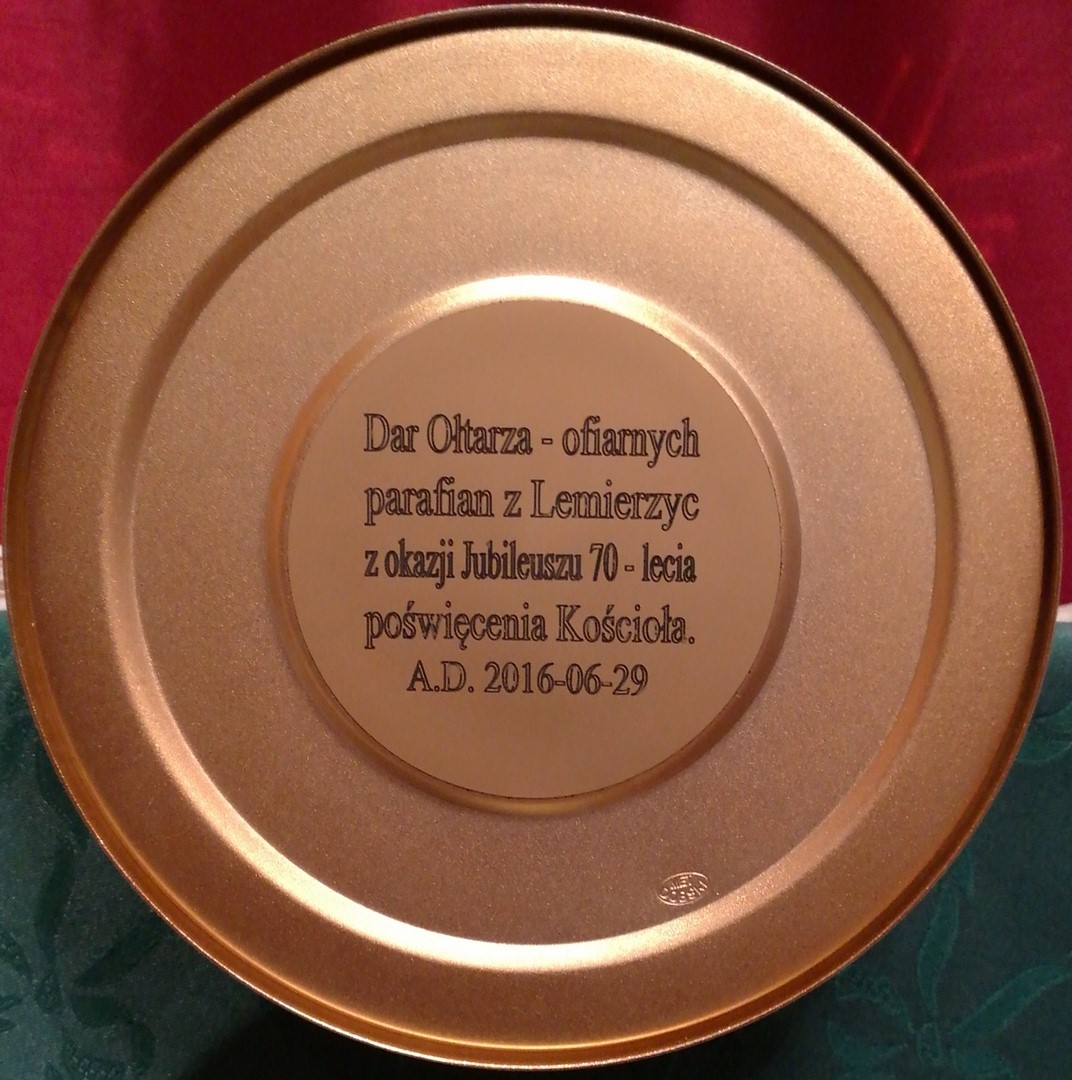 Dar Ołtarza - ofiarnych
parafian z Lemierzyc
z okazji Jubileuszu 70 - lecia
poświęcenia Kościoła.
A.D. 2016-06-29